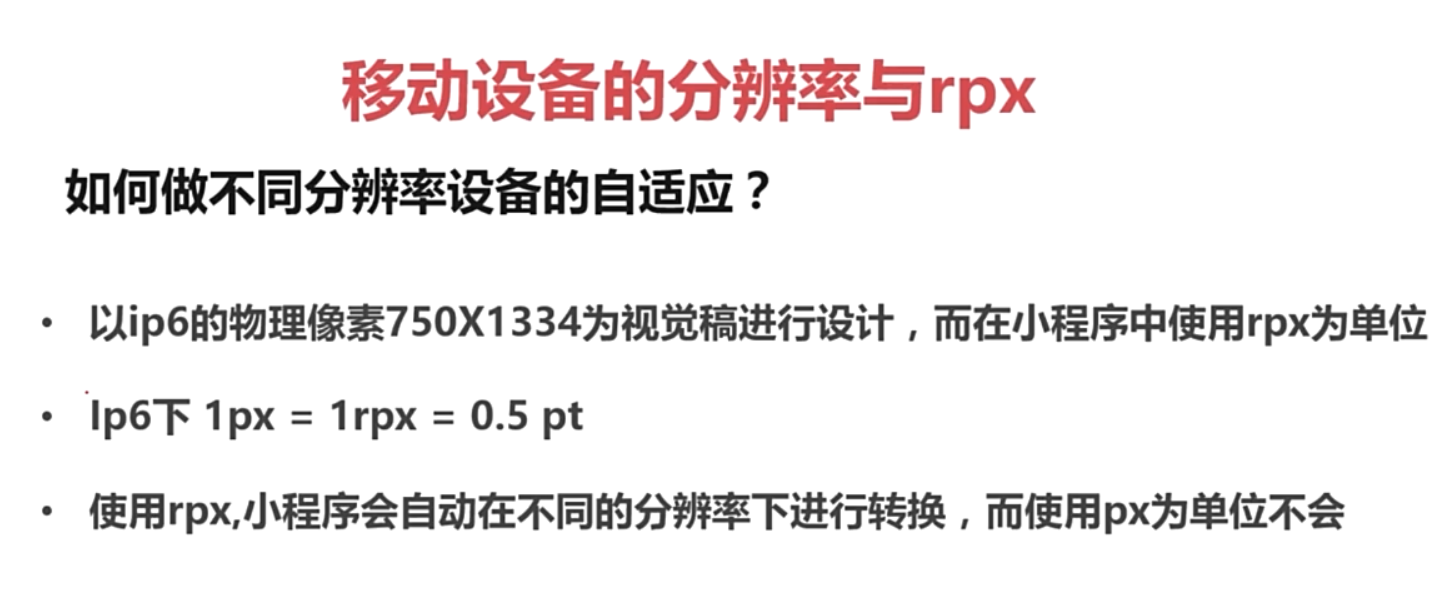 移动设备的分辨率与rpx
如何做不同分辨率设备的自适应？
• 以ip6的物理像素750X1334为视觉稿进行设计，而在小程序中使用rpx为单位
• Ip6下 1px = 1rpx = 0.5 pt
• 使用rpx,小程序会自动在不同的分辨率下进行转换，而使用px为单位不会